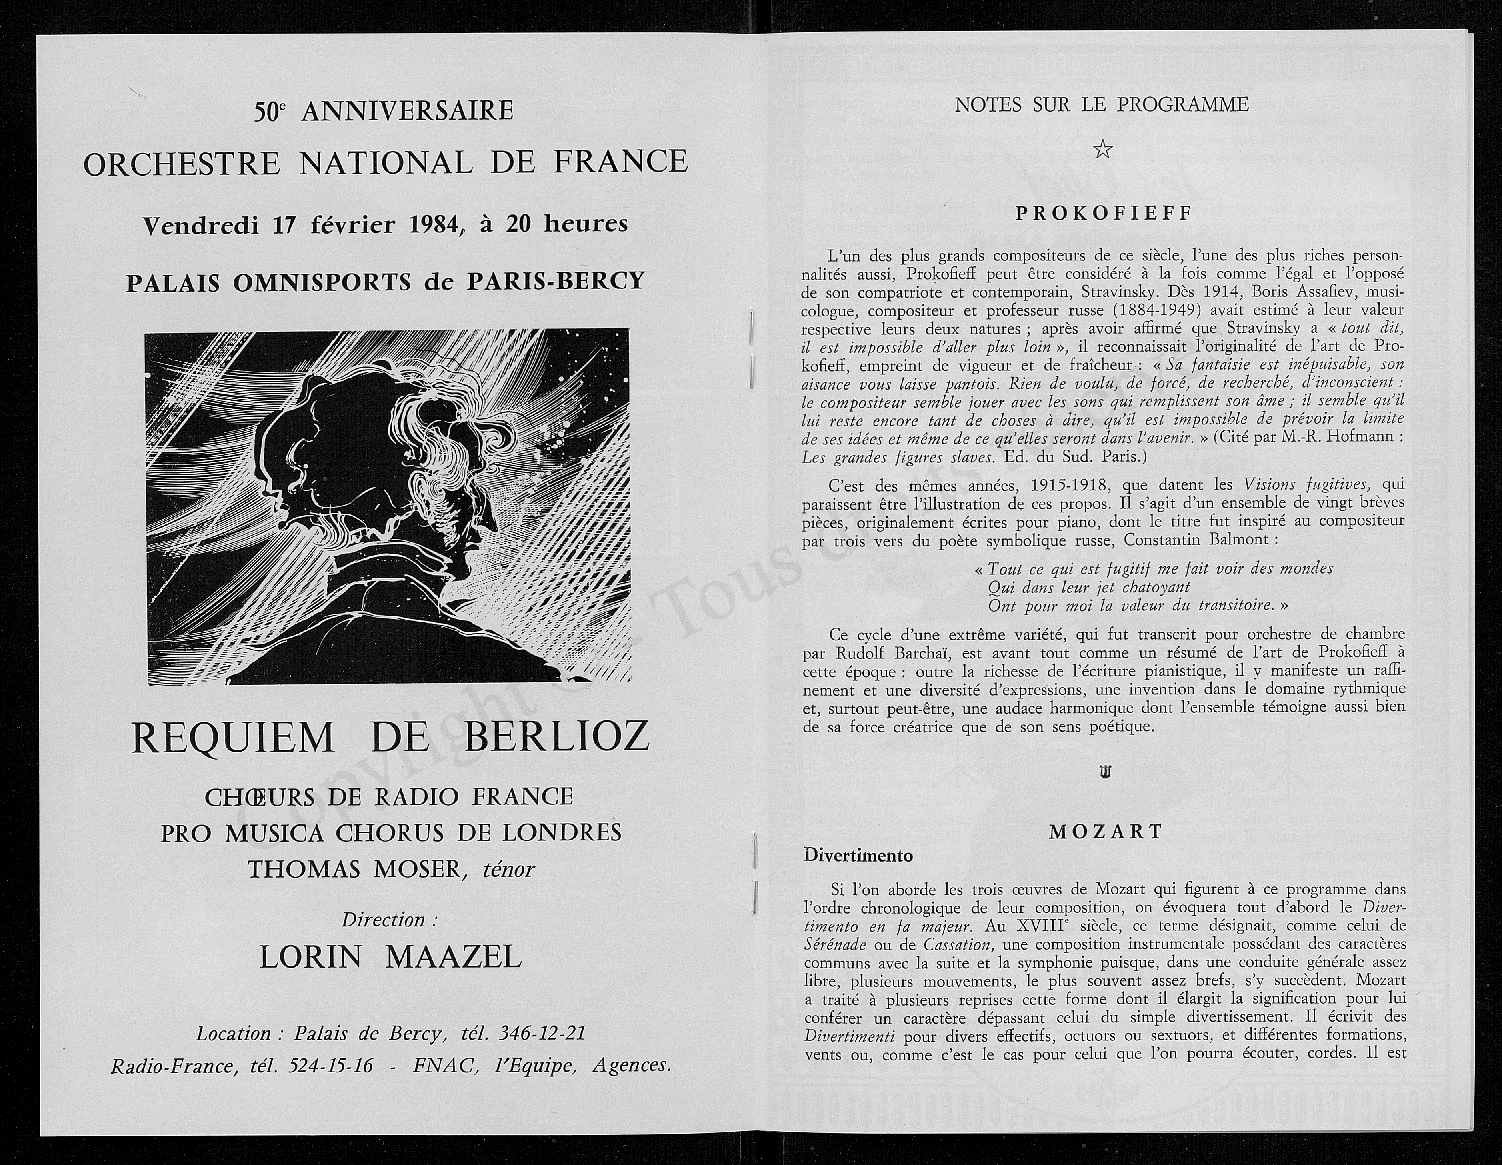 50e ANNIVERSAIRE
ORCHESTRE NATIONAL DE FRANCE
Vendredi 17 février 1984, à 20 heures
PALAIS OMNISPORTS de PARIS-BERCY
REQUIEM DE BERLIOZ
CHŒURS DE RADIO FRANCE
PRO MUSICA CHORUS DE LONDRES
THOMAS MOSER, ténor
Direction :
LORIN MAAZEL
Location : Palais de Bercy, tél. 346-12-21
Radio-France, tél. 524-15-16 - FNAC, l'Equipe, Agences.
NOTES SUR LE PROGRAMME
PROKOFIEFF
L'un des plus grands compositeurs de ce siècle, l'une des plus riches person-
nalités aussi, Prokofieff peut être considéré à la fois comme l'égal et l'opposé
de son compatriote et contemporain, Stravinsky. Dès 1914, Boris Assafiev, musi-
cologue, compositeur et professeur russe (1884-1949) avait estimé à leur valeur
respective leurs deux natures ; après avoir affirmé que Stravinsky a « tout dit,
il est impossible d'aller plus loin », il reconnaissait l'originalité de l'art de Pro-
kofieff, empreint de vigueur et de fraîcheur : « Sa fantaisie est inépuisable, son
aisance vous laisse pantois. Rien de voulu, de forcé, de recherché, d'inconscient :
le compositeur semble jouer avec les sons qui remplissent son âme ; il semble qu'il
lui reste encore tant de choses à dire, qu'il est impossible de prévoir la limite
de ses idées et même de ce qu'elles seront dans l'avenir. » (Cité par M.-R. Hofmann :
Les grandes figures slaves. Ed. du Sud. Paris.)
C'est des mêmes années, 1915-1918, que datent les Visions fugitives, qui
paraissent être l'illustration de ces propos. Il s'agit d'un ensemble de vingt brèves
pièces, originalement écrites pour piano, dont le titre fut inspiré au compositeur
par trois vers du poète symbolique russe, Constantin Balmont :
« Tout ce qui est fugitif me fait voir des mondes
Qui dans leur jet chatoyant
Ont pour moi la valeur du transitoire. »
Ce cycle d'une extrême variété, qui fut transcrit pour orchestre de chambre
par Rudolf Barchaï, est avant tout comme un résumé de l'art de Prokofieff à
cette époque : outre la richesse de l'écriture pianistique, il y manifeste un raffi-
nement et une diversité d'expressions, une invention dans le domaine rythmique
et, surtout peut-être, une audace harmonique dont l'ensemble témoigne aussi bien
de sa force créatrice que de son sens poétique.
MOZART
Divertimento
Si l'on aborde les trois œuvres de Mozart qui figurent à ce programme dans
l'ordre chronologique de leur composition, on évoquera tout d'abord le Diver-
timento en fa majeur. Au XVIIIe siècle, ce terme désignait, comme celui de
Sérénade ou de Cassation, une composition instrumentale possédant des caractères
communs avec la suite et la symphonie puisque, dans une conduite générale assez
libre, plusieurs mouvements, le plus souvent assez brefs, s'y succèdent. Mozart
a traité à plusieurs reprises cette forme dont il élargit la signification pour lui
conférer un caractère dépassant celui du simple divertissement. Il écrivit des
Divertimenti pour divers effectifs, octuors ou sextuors, et différentes formations,
vents ou, comme c'est le cas pour celui que l'on pourra écouter, cordes. Il est